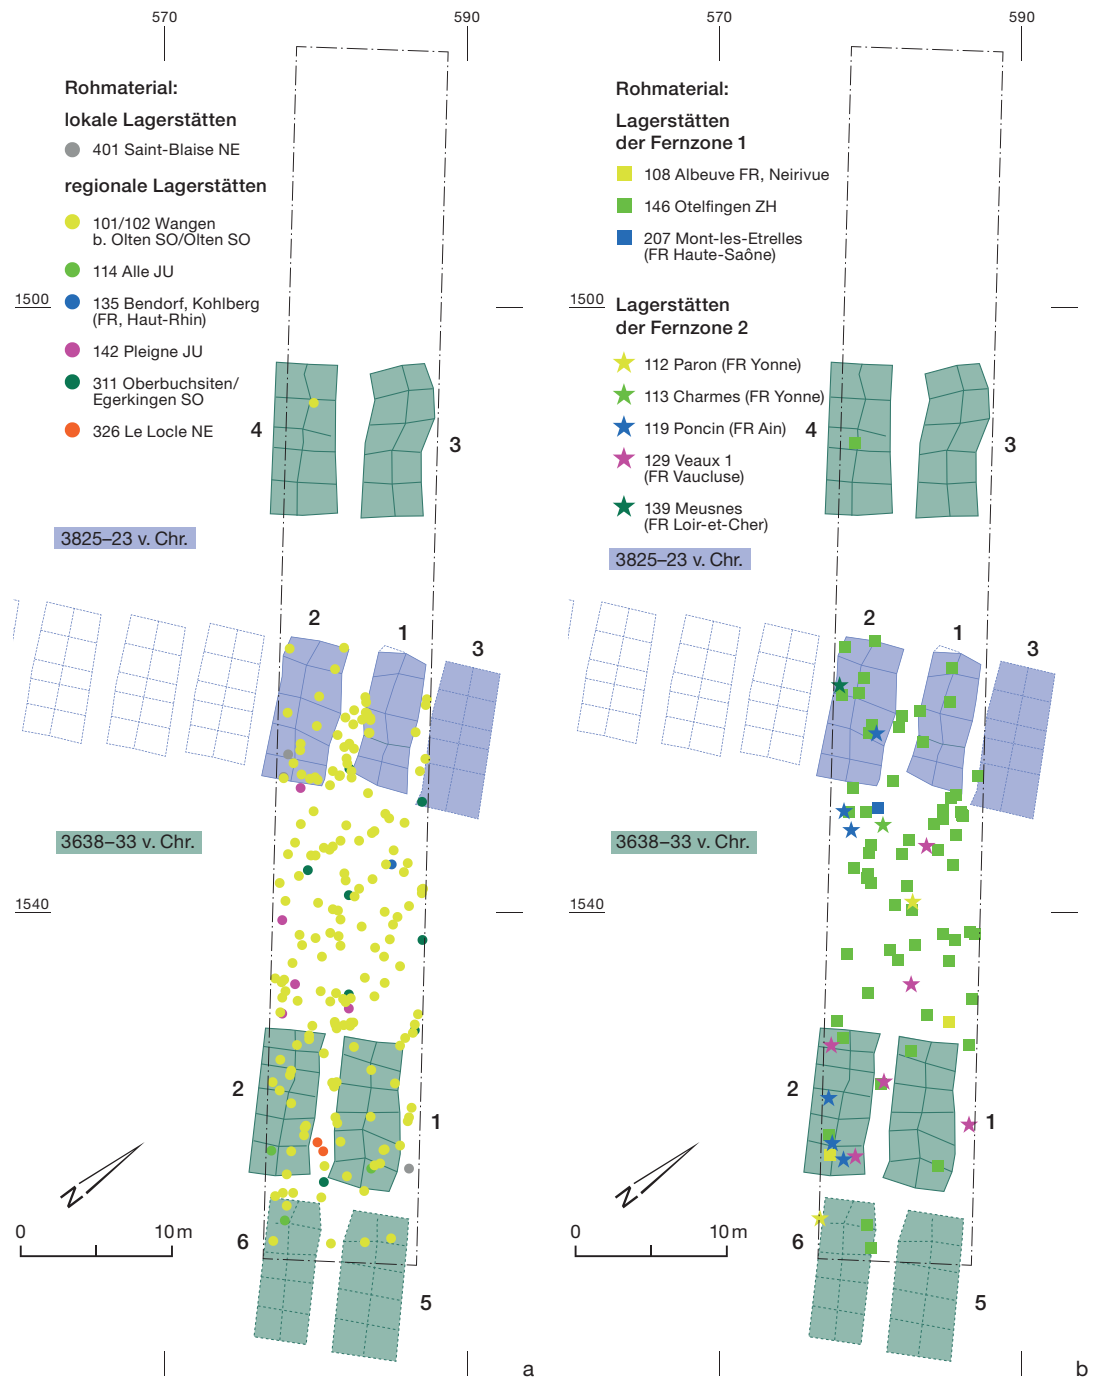 570
590
Rohmaterial:
lokale Lagerstätten
401 Saint-Blaise NE
regionale Lagerstätten
101/102 Wangen
b. Olten SO/Olten SO
114 Alle JU
1500
135 Bendorf, Kohlberg
(FR, Haut-Rhin)
142 Pleigne JU
311 Oberbuchsiten/
Egerkingen SO
326 Le Locle NE
4
3
3825–23 v. Chr.
2
1
3
3638–33 v. Chr.
1540
2
1
N
0
10 m
6
5
a
570
590
Rohmaterial:
Lagerstätten
der Fernzone 1
108 Albeuve FR, Neirivue
146 Otelfingen ZH
207 Mont-les-Etrelles
(FR Haute-Saône)
1500
Lagerstätten
der Fernzone 2
112 Paron (FR Yonne)
113 Charmes (FR Yonne)
119 Poncin (FR Ain)
129 Veaux 1
(FR Vaucluse)
139 Meusnes
(FR Loir-et-Cher)
4
3
3825–23 v. Chr.
2
1
3
3638–33 v. Chr.
1540
2
1
N
0
10 m
6
5
b